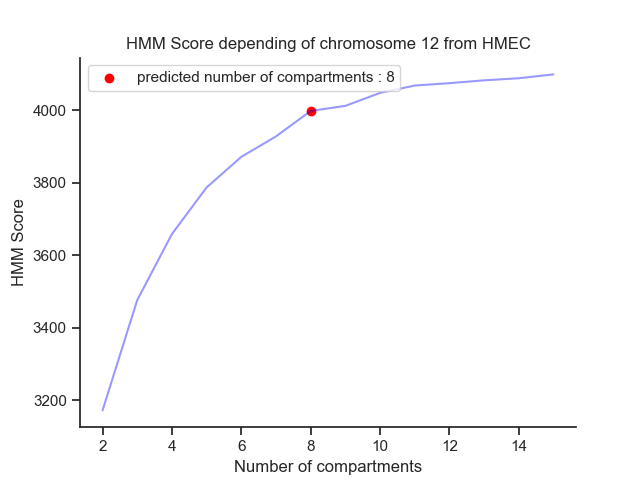 HMM Score depending of chromosome 12 from HMEC
predicted number of compartments : 8
HMM Score
4000
3800
3600
3400
3200
2 4 6 8 10 12 14
Number of compartments